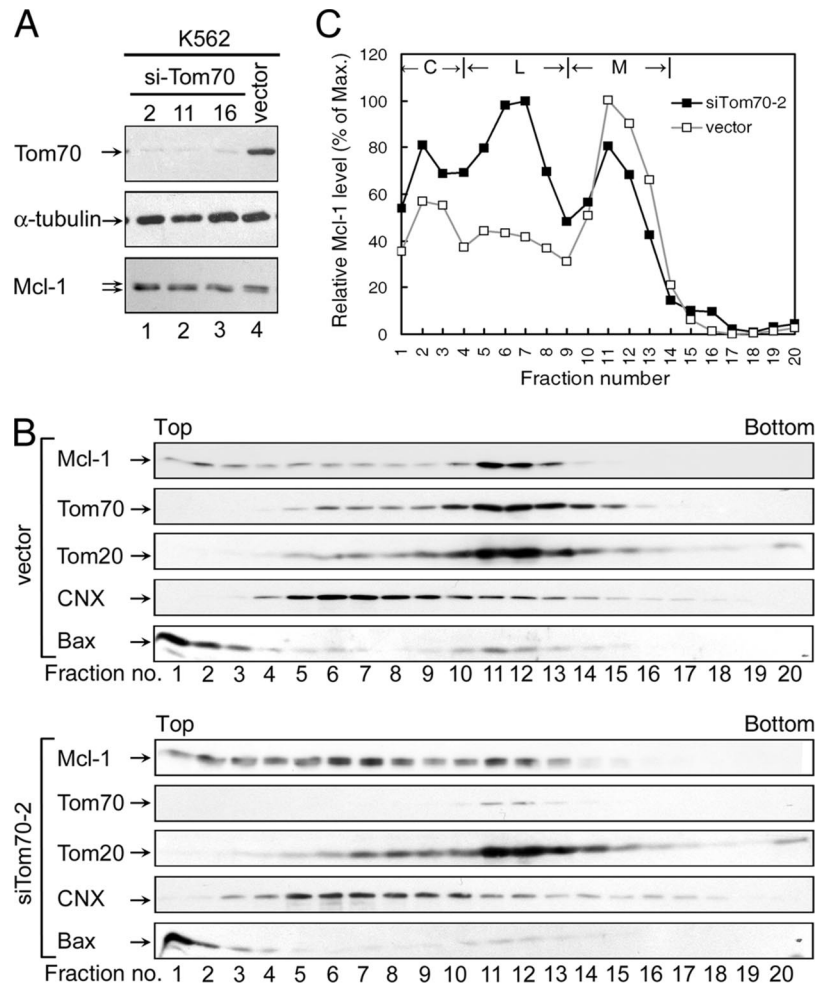 A
K562
si-Tom70
2 11 16 vector
Tom70
α-tubulin
Mcl-1
1 2 3 4
C
Relative Mcl-1 level (% of Max.)
120
100
80
60
40
20
0
C L M
siTom70-2
vector
1 2 3 4 5 6 7 8 9 10 11 12 13 14 15 16 17 18 19 20
Fraction number
B
Top Bottom
vector
Mcl-1
Tom70
Tom20
CNX
Bax
Fraction no. 1 2 3 4 5 6 7 8 9 10 11 12 13 14 15 16 17 18 19 20
Top Bottom
siTom70-2
Mcl-1
Tom70
Tom20
CNX
Bax
Fraction no. 1 2 3 4 5 6 7 8 9 10 11 12 13 14 15 16 17 18 19 20